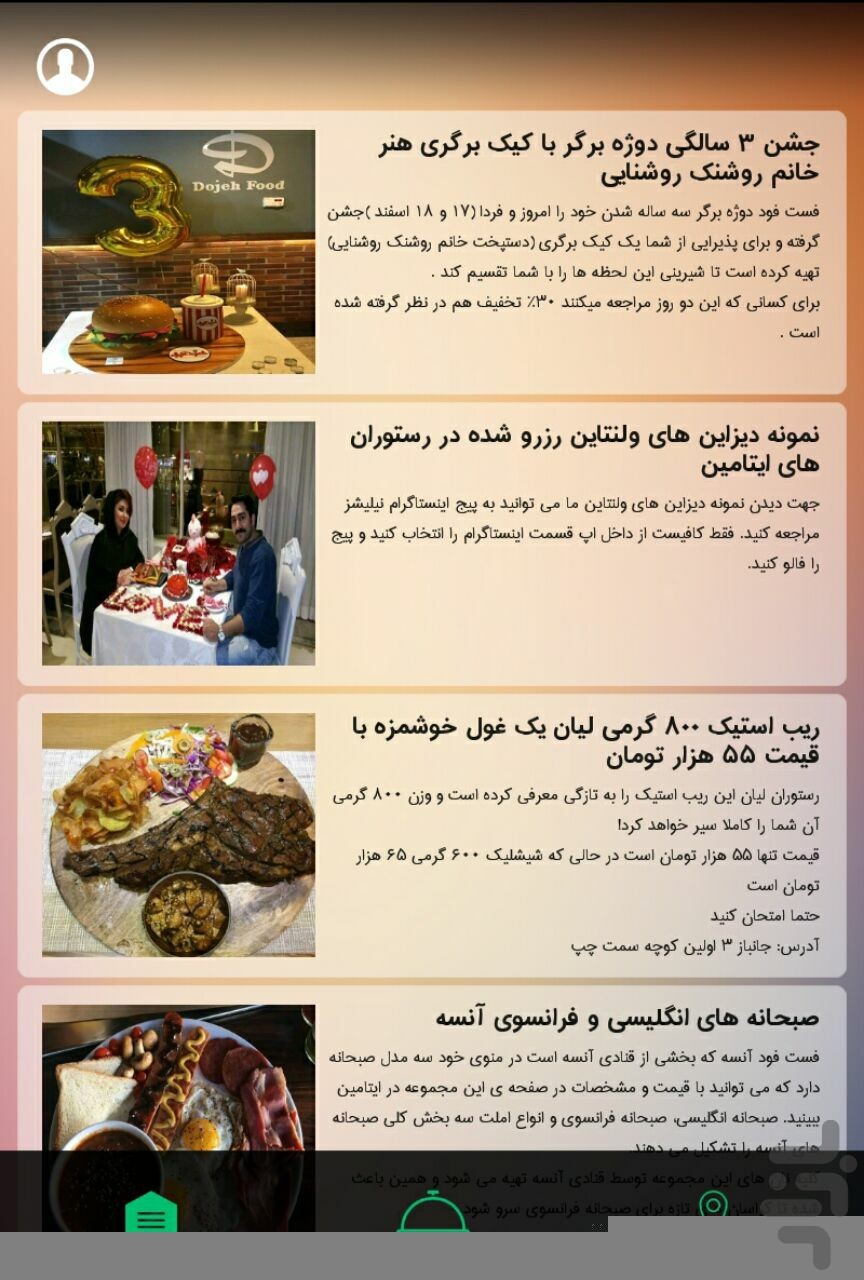 جشن ۳ سالگی دوژه برگر با کیک برگری هنر
خانم روشنک روشنایی
فست فود دوژه برگر سه ساله شدن خود را امروز و فردا(۱۷ و ۱۸ اسفند )جشن
گرفته و برای پذیرایی از شما یک کیک برگری (دستپخت خانم روشنک روشنایی)
تهیه کرده است تا شیرینی این لحظه ها را با شما تقسیم کند .
برای کسانی که این دو روز مراجعه میکنند ۳۰٪ تخفیف هم در نظر گرفته شده
است .
3
Dojeh Food
نمونه دیزاین های ولنتاین رزرو شده در رستوران
های ایتامین
جهت دیدن نمونه دیزاین های ولنتاین ما می توانید به پیج اینستاگرام نیلیشز
مراجعه کنید. فقط کافیست از داخل اپ قسمت اینستاگرام را انتخاب کنید و پیج
را فالو کنید.
LOVE
ریب استیک ۸۰۰ گرمی لیان یک غول خوشمزه با
قیمت ۵۵ هزار تومان
رستوران لیان این ریب استیک را به تازگی معرفی کرده است و وزن ۸۰۰ گرمی
آن شما را کاملا سیر خواهد کرد!
قیمت تنها ۵۵ هزار تومان است در حالی که شیشلیک ۶۰۰ گرمی ۶۵ هزار
تومان است
حتما امتحان کنید
آدرس: جانباز ۳ اولین کوچه سمت چپ
صبحانه های انگلیسی و فرانسوی آنسه
فست فود آنسه که بخشی از قنادی آنسه است در منوی خود سه مدل صبحانه
دارد که می توانید با قیمت و مشخصات در صفحه ی این مجموعه در ایتامین
ببینید. صبحانه انگلیسی، صبحانه فرانسوی و انواع املت سه بخش کلی صبحانه
های آنسه را تشکیل می دهند.
های این مجموعه توسط قنادی آنسه تهیه می شود و همین باعث
شده تا کراسان تازه برای صبحانه فرانسوی سرو شود